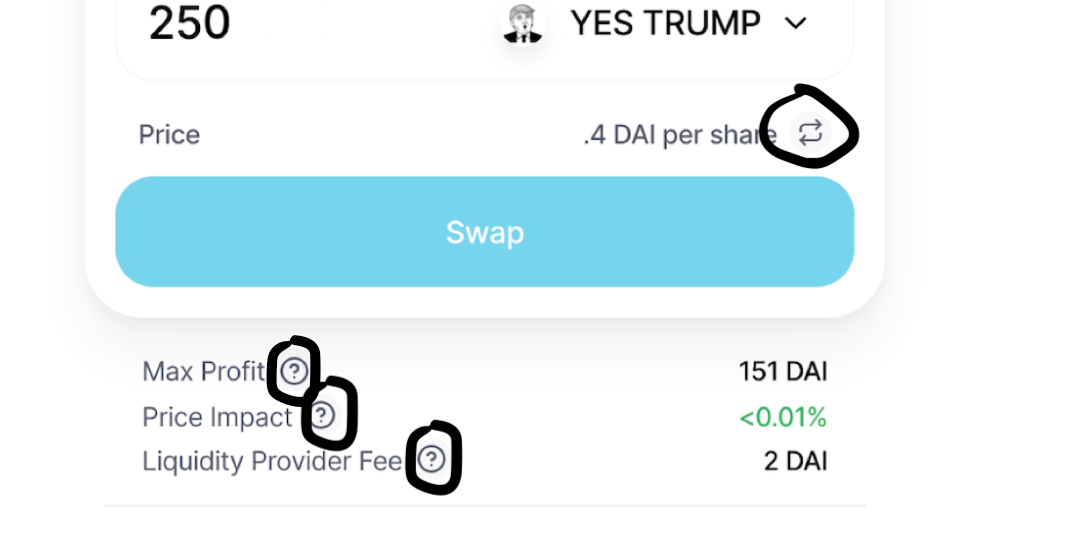 250 YES TRUMP
Price .4 DAI per share
Swap
Max Profit ? 151 DAI
Price Impact ? <0.01%
Liquidity Provider Fee ? 2 DAI